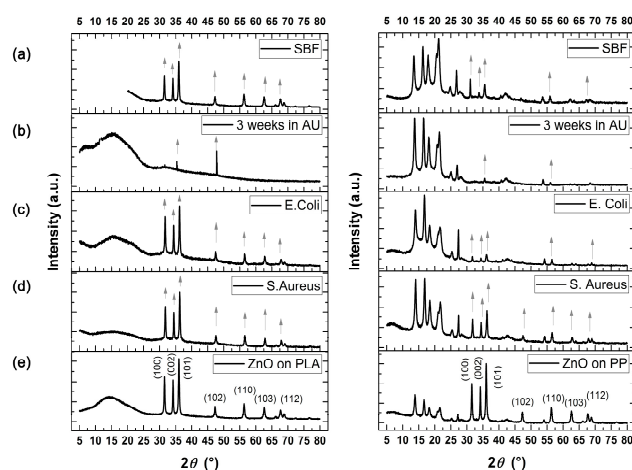 5 10 15 20 25 30 35 40 45 50 55 60 65 70 75 80
5 10 15 20 25 30 35 40 45 50 55 60 65 70 75 80
(a)
SBF
SBF
(b)
3 weeks in AU
3 weeks in AU
(c)
E.Coli
E. Coli
(d)
S.Aureus
S. Aureus
(e)
ZnO on PLA
(100)
(002)
(101)
(102)
(110)
(103)
(112)
ZnO on PP
(100)
(002)
(101)
(102)
(110)
(103)
(112)
Intensity (a.u.)
Intensity (a.u.)
5 10 15 20 25 30 35 40 45 50 55 60 65 70 75 80
5 10 15 20 25 30 35 40 45 50 55 60 65 70 75 80
2θ (°)
2θ (°)